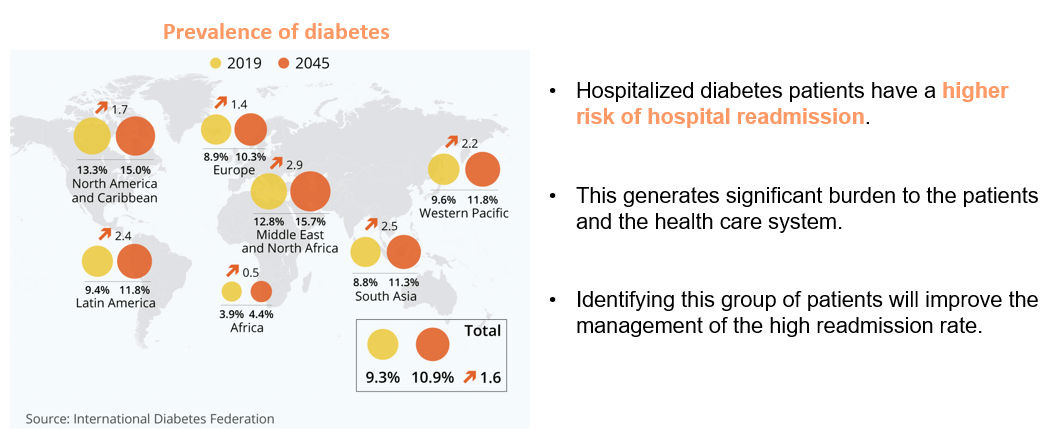 Prevalence of diabetes
2019 2045
1.7
13.3% 15.0%
North America
and Caribbean
1.4
8.9% 10.3%
Europe
2.9
12.8% 15.7%
Middle East
and North Africa
2.2
9.6% 11.8%
Western Pacific
2.4
9.4% 11.8%
Latin America
0.5
3.9% 4.4%
Africa
2.5
8.8% 11.3%
South Asia
Total
9.3% 10.9% 1.6
Source: International Diabetes Federation
• Hospitalized diabetes patients have a higher
risk of hospital readmission.
• This generates significant burden to the patients
and the health care system.
• Identifying this group of patients will improve the
management of the high readmission rate.